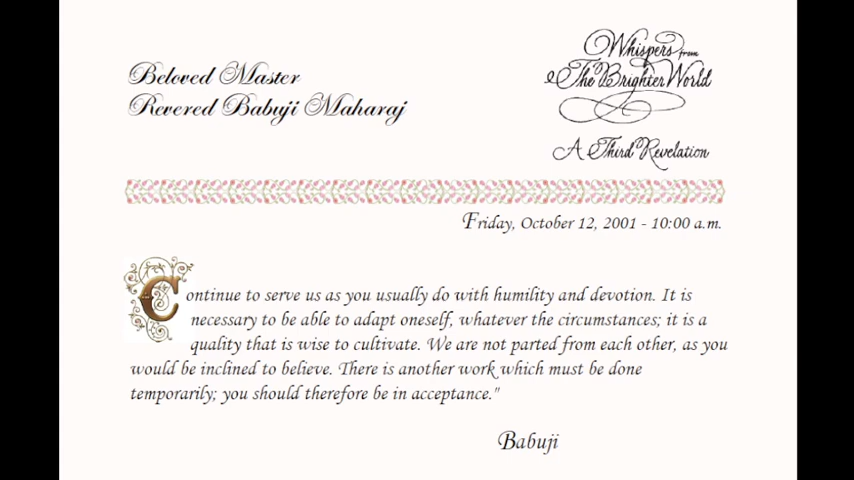 Beloved Master
Revered Babuji Maharaj
Whispers from
The Brighter World
A Third Revelation
Friday, October 12, 2001 - 10:00 a.m.
Continue to serve us as you usually do with humility and devotion. It is
necessary to be able to adapt oneself, whatever the circumstances; it is a
quality that is wise to cultivate. We are not parted from each other, as you
would be inclined to believe. There is another work which must be done
temporarily; you should therefore be in acceptance."
Babuji